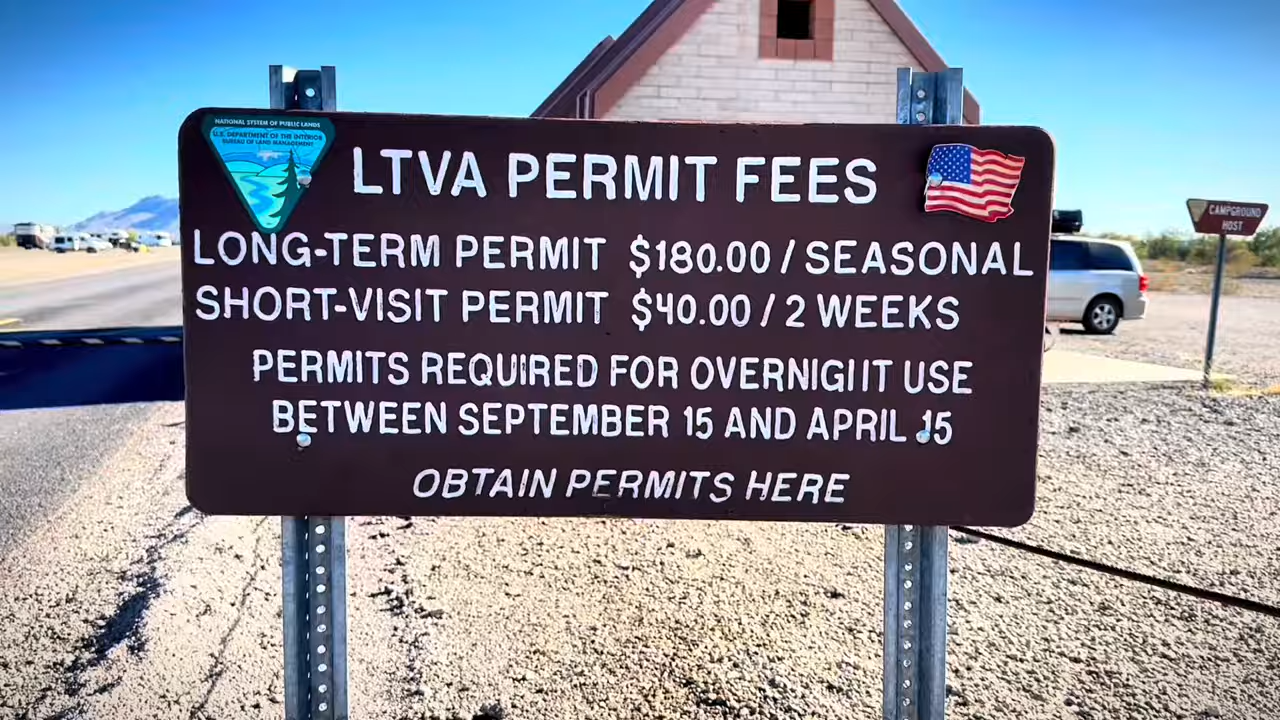 NATIONAL SYSTEM OF PUBLIC LANDS
U.S. DEPARTMENT OF THE INTERIOR
BUREAU OF LAND MANAGEMENT
LTVA PERMIT FEES
LONG-TERM PERMIT $180.00 / SEASONAL
SHORT-VISIT PERMIT $40.00 / 2 WEEKS
PERMITS REQUIRED FOR OVERNIGHT USE
BETWEEN SEPTEMBER 15 AND APRIL 15
OBTAIN PERMITS HERE
CAMPGROUND
HOST